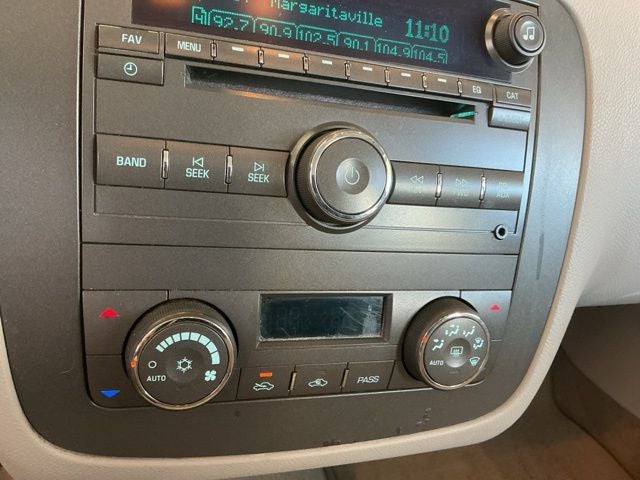 Margaritaville 11:10
92.7 90.9 102.5 90.1 104.9 104.5
FAV MENU EQ CAT
BAND SEEK SEEK
AUTO AUTO
PASS